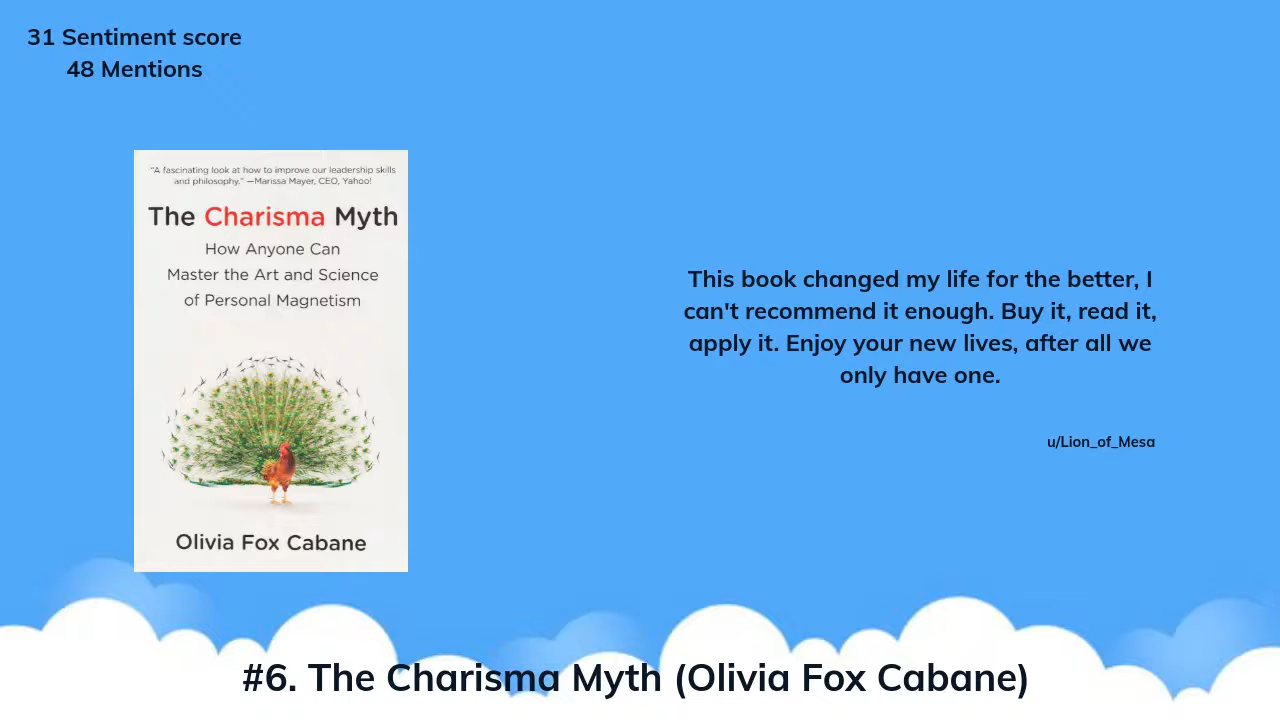 31 Sentiment score
48 Mentions
"A fascinating look at how to improve our leadership skills
and philosophy." —Marissa Mayer, CEO, Yahoo!
The Charisma Myth
How Anyone Can
Master the Art and Science
of Personal Magnetism
Olivia Fox Cabane
This book changed my life for the better, I
can't recommend it enough. Buy it, read it,
apply it. Enjoy your new lives, after all we
only have one.
u/Lion_of_Mesa
#6. The Charisma Myth (Olivia Fox Cabane)